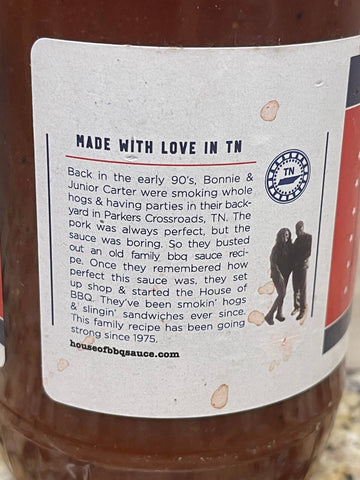 MADE WITH LOVE IN TN
TN
Back in the early 90's, Bonnie &
Junior Carter were smoking whole
hogs & having parties in their back-
yard in Parkers Crossroads, TN. The
pork was always perfect, but the
sauce was boring. So they busted
out an old family bbq sauce reci-
pe. Once they remembered how
perfect this sauce was, they set
up shop & started the House of
BBQ. They've been smokin' hogs
& slingin' sandwiches ever since.
This family recipe has been going
strong since 1975.
houseofbbqsauce.com